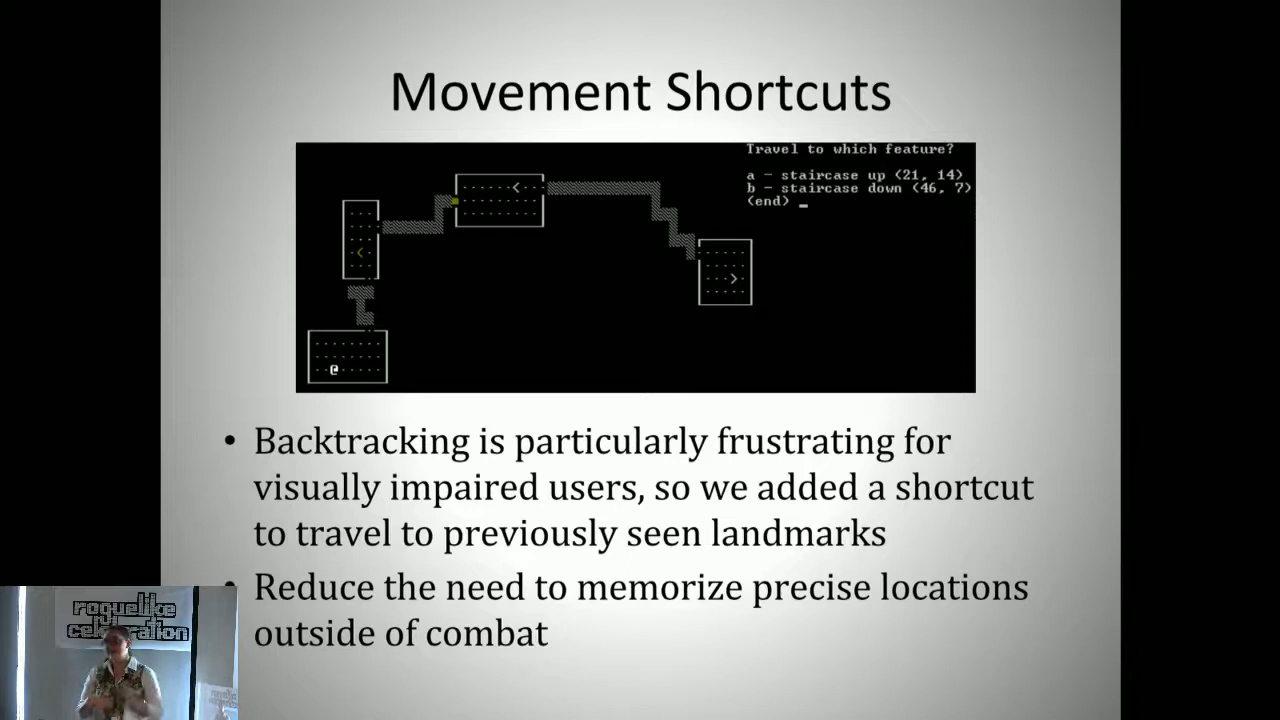 Movement Shortcuts
Travel to which feature?
a - staircase up (21, 14)
b - staircase down (46, 7)
(end) _
• Backtracking is particularly frustrating for
visually impaired users, so we added a shortcut
to travel to previously seen landmarks
• Reduce the need to memorize precise locations
outside of combat
roguelike
celebration